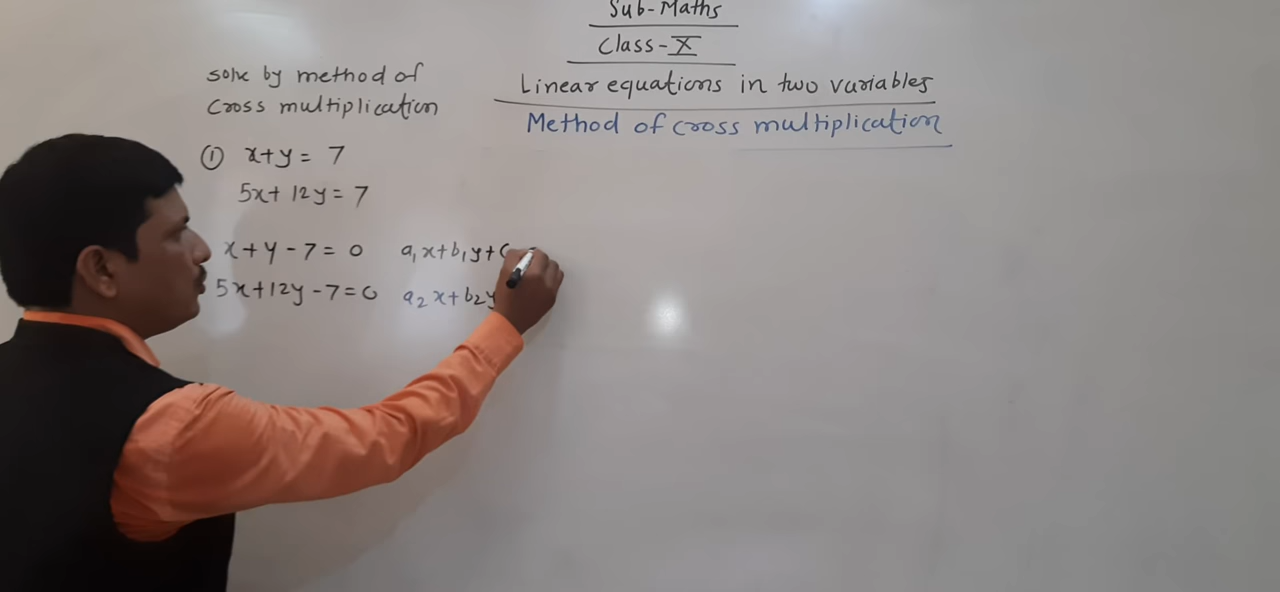 Sub-Maths
Class-X
Linear equations in two variables
Method of cross multiplication
solve by method of
Cross multiplication
① x+y = 7
5x+12y = 7
x+y-7=0 a₁x+b₁y+c
5x+12y-7=0 a₂x+b₂y